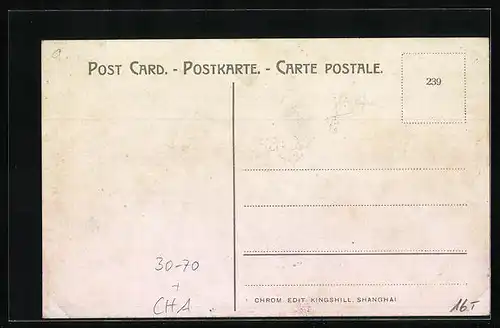 POST CARD. - POSTKARTE. - CARTE POSTALE.
239
30-70
+
CHA
CHROM. EDIT KINGSHILL, SHANGHAI
16.T